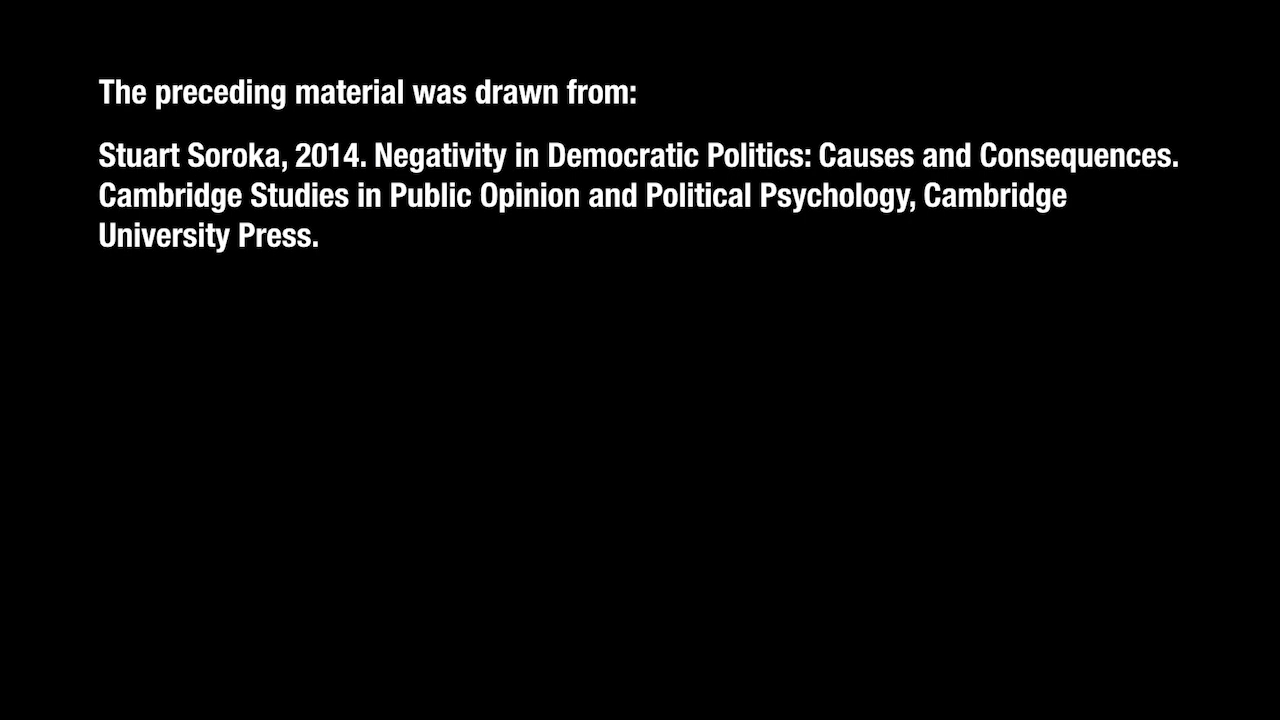 The preceding material was drawn from:
Stuart Soroka, 2014. Negativity in Democratic Politics: Causes and Consequences.
Cambridge Studies in Public Opinion and Political Psychology, Cambridge
University Press.